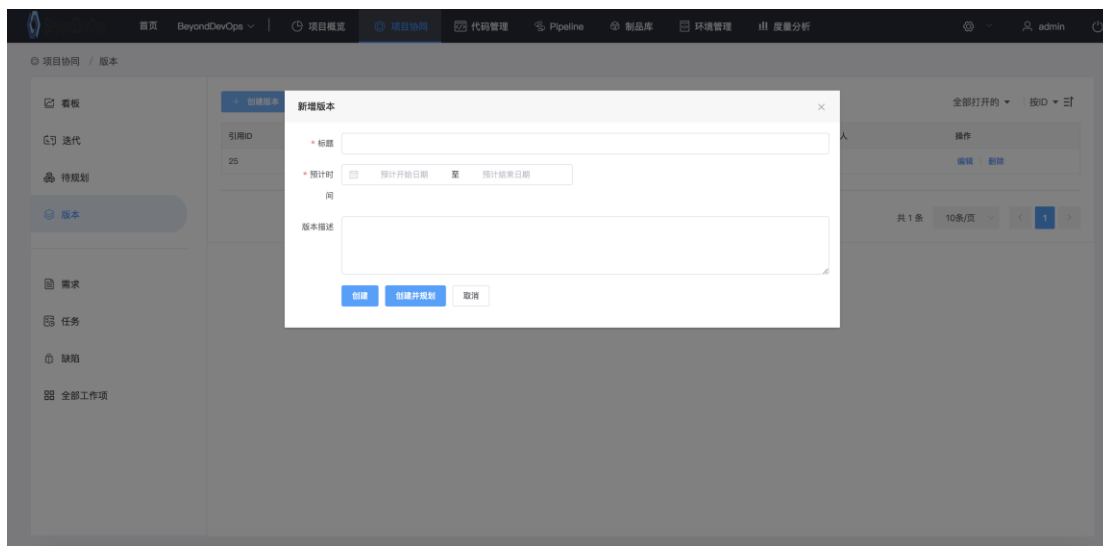 首页 BeyondDevOps 项目概览 项目协同 代码管理 Pipeline 制品库 环境管理 度量分析 admin
项目协同 / 版本
看板
迭代
待规划
版本
需求
任务
缺陷
全部工作项
+ 创建版本 全部打开的 按ID
引用ID 人 操作
25 编辑 删除
共 1 条 10条/页 < 1 >
新增版本 ×
* 标题
* 预计时间 预计开始日期 至 预计结束日期
版本描述
创建 创建并规划 取消